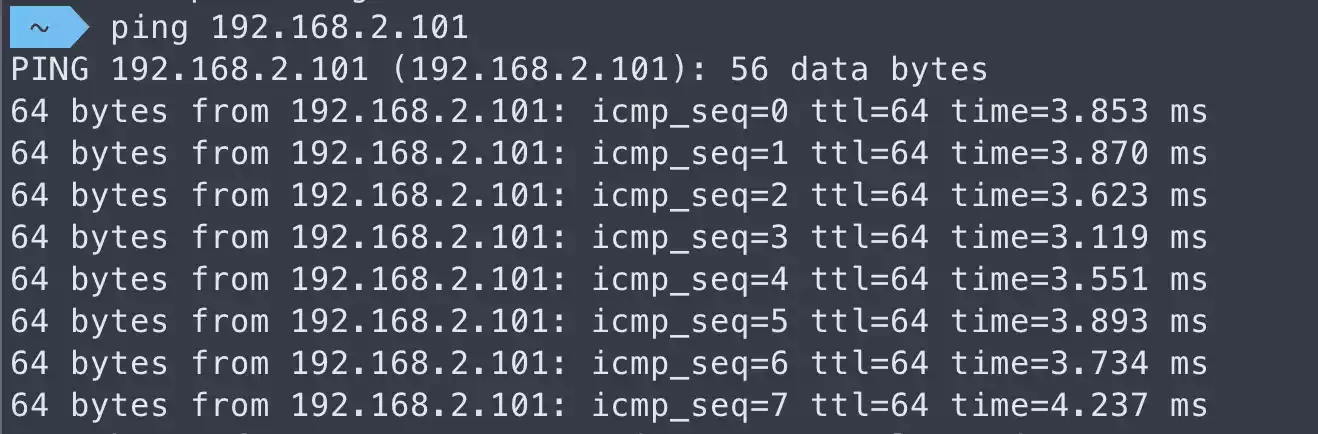 ~ ping 192.168.2.101
PING 192.168.2.101 (192.168.2.101): 56 data bytes
64 bytes from 192.168.2.101: icmp_seq=0 ttl=64 time=3.853 ms
64 bytes from 192.168.2.101: icmp_seq=1 ttl=64 time=3.870 ms
64 bytes from 192.168.2.101: icmp_seq=2 ttl=64 time=3.623 ms
64 bytes from 192.168.2.101: icmp_seq=3 ttl=64 time=3.119 ms
64 bytes from 192.168.2.101: icmp_seq=4 ttl=64 time=3.551 ms
64 bytes from 192.168.2.101: icmp_seq=5 ttl=64 time=3.893 ms
64 bytes from 192.168.2.101: icmp_seq=6 ttl=64 time=3.734 ms
64 bytes from 192.168.2.101: icmp_seq=7 ttl=64 time=4.237 ms